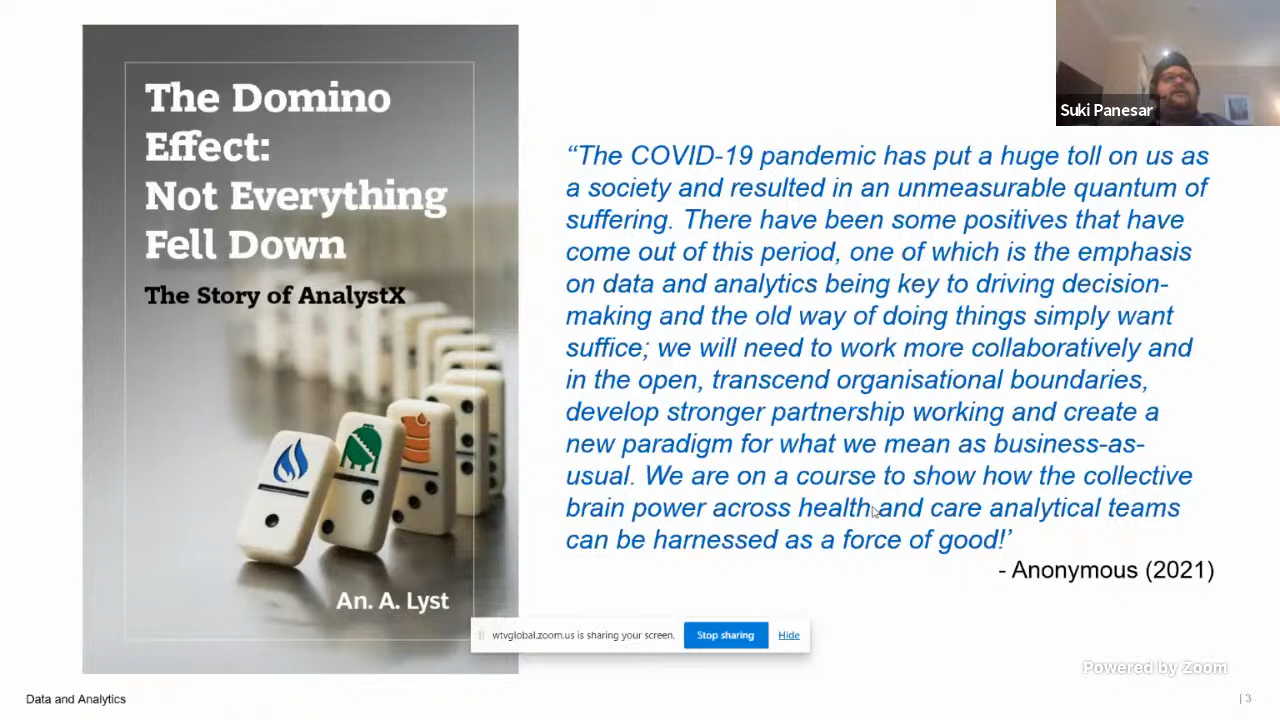 The Domino
Effect:
Not Everything
Fell Down
The Story of AnalystX
An. A. Lyst
Suki Panesar
“The COVID-19 pandemic has put a huge toll on us as
a society and resulted in an unmeasurable quantum of
suffering. There have been some positives that have
come out of this period, one of which is the emphasis
on data and analytics being key to driving decision-
making and the old way of doing things simply want
suffice; we will need to work more collaboratively and
in the open, transcend organisational boundaries,
develop stronger partnership working and create a
new paradigm for what we mean as business-as-
usual. We are on a course to show how the collective
brain power across health and care analytical teams
can be harnessed as a force of good!’
- Anonymous (2021)
wtvglobal.zoom.us is sharing your screen.
Stop sharing
Hide
Powered by Zoom
Data and Analytics
| 3